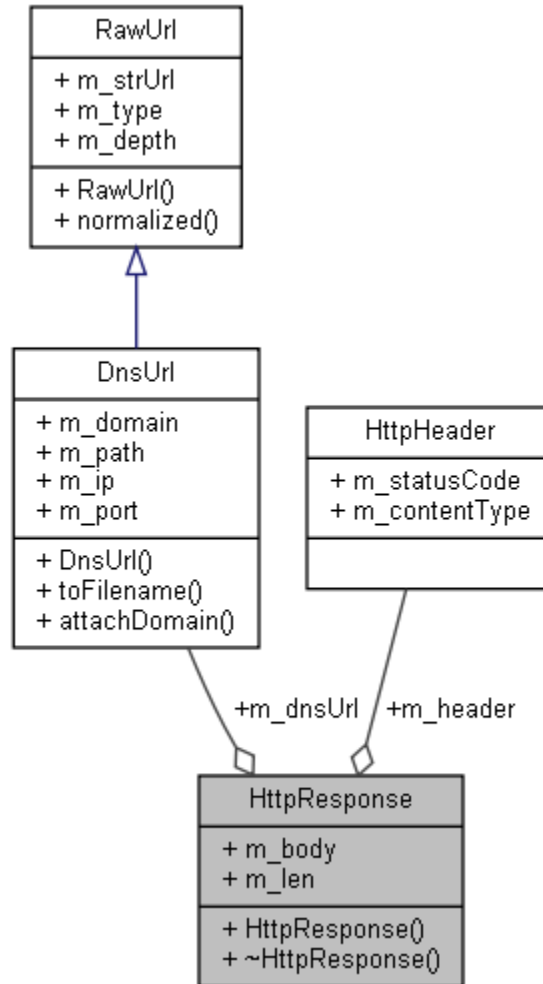 RawUrl
+ m_strUrl
+ m_type
+ m_depth
+ RawUrl()
+ normalized()
DnsUrl
+ m_domain
+ m_path
+ m_ip
+ m_port
+ DnsUrl()
+ toFilename()
+ attachDomain()
HttpHeader
+ m_statusCode
+ m_contentType
+m_dnsUrl
+m_header
HttpResponse
+ m_body
+ m_len
+ HttpResponse()
+ ~HttpResponse()